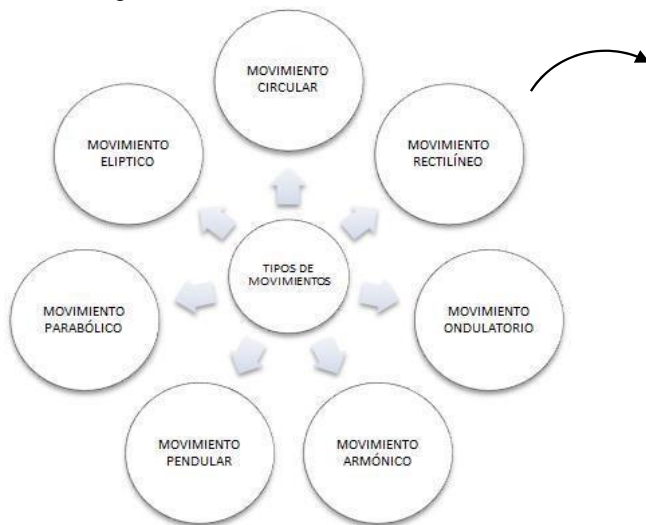 MOVIMIENTO
CIRCULAR
MOVIMIENTO
RECTILÍNEO
MOVIMIENTO
ONDULATORIO
MOVIMIENTO
ARMÓNICO
MOVIMIENTO
PENDULAR
MOVIMIENTO
PARABÓLICO
MOVIMIENTO
ELIPTICO
TIPOS DE
MOVIMIENTOS